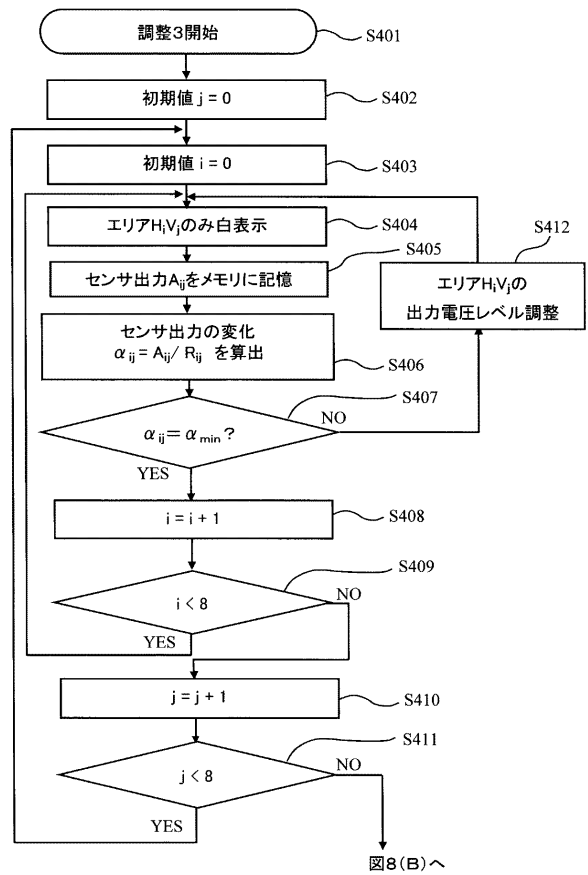 調整3開始
S401
初期値 j = 0
S402
初期値 i = 0
S403
エリアHiVjのみ白表示
S404
センサ出力Aijをメモリに記憶
S405
センサ出力の変化
αij = Aij / Rij を算出
S406
αij = αmin ?
S407
NO
YES
エリアHiVjの
出力電圧レベル調整
S412
i = i + 1
S408
i < 8
S409
NO
YES
j = j + 1
S410
j < 8
S411
NO
YES
図8(B)へ